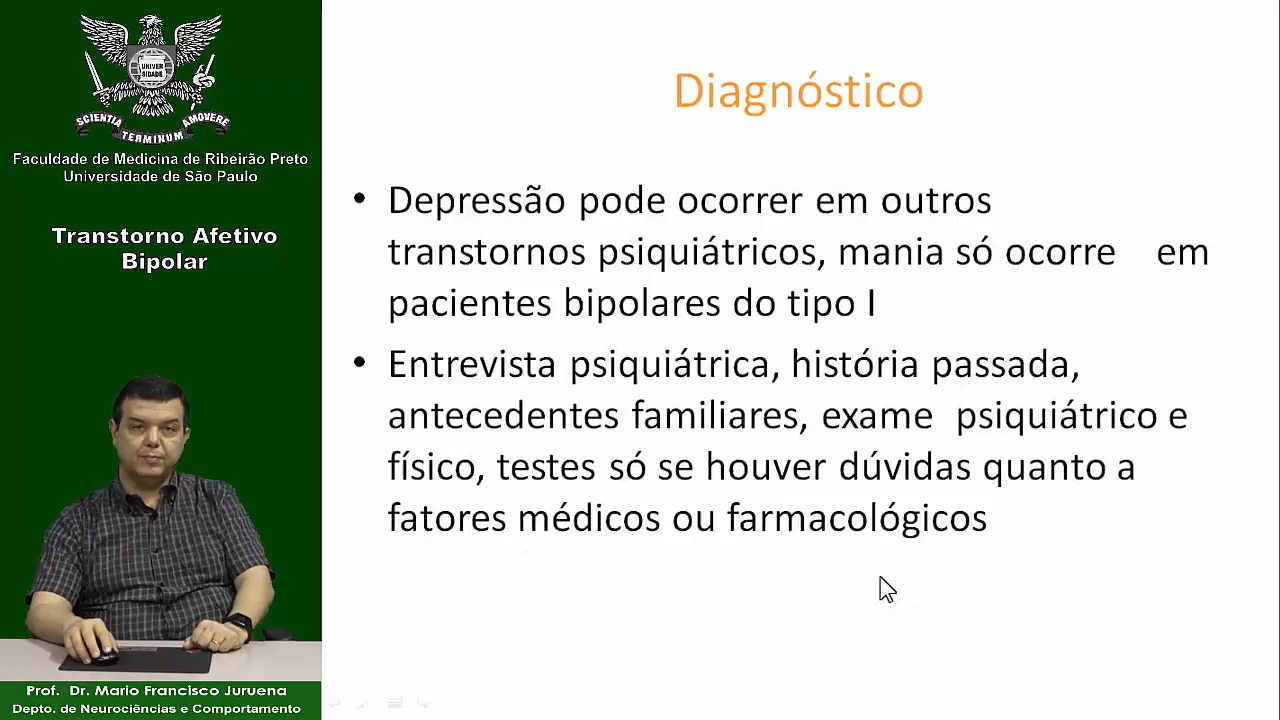 UNIVER
SIDADE
SCIENTIA
AMOVERE
TERMINUM
Faculdade de Medicina de Ribeirão Preto
Universidade de São Paulo
Transtorno Afetivo
Bipolar
Prof. Dr. Mario Francisco Juruena
Depto. de Neurociências e Comportamento
Diagnóstico
• Depressão pode ocorrer em outros
transtornos psiquiátricos, mania só ocorre em
pacientes bipolares do tipo I
• Entrevista psiquiátrica, história passada,
antecedentes familiares, exame psiquiátrico e
físico, testes só se houver dúvidas quanto a
fatores médicos ou farmacológicos